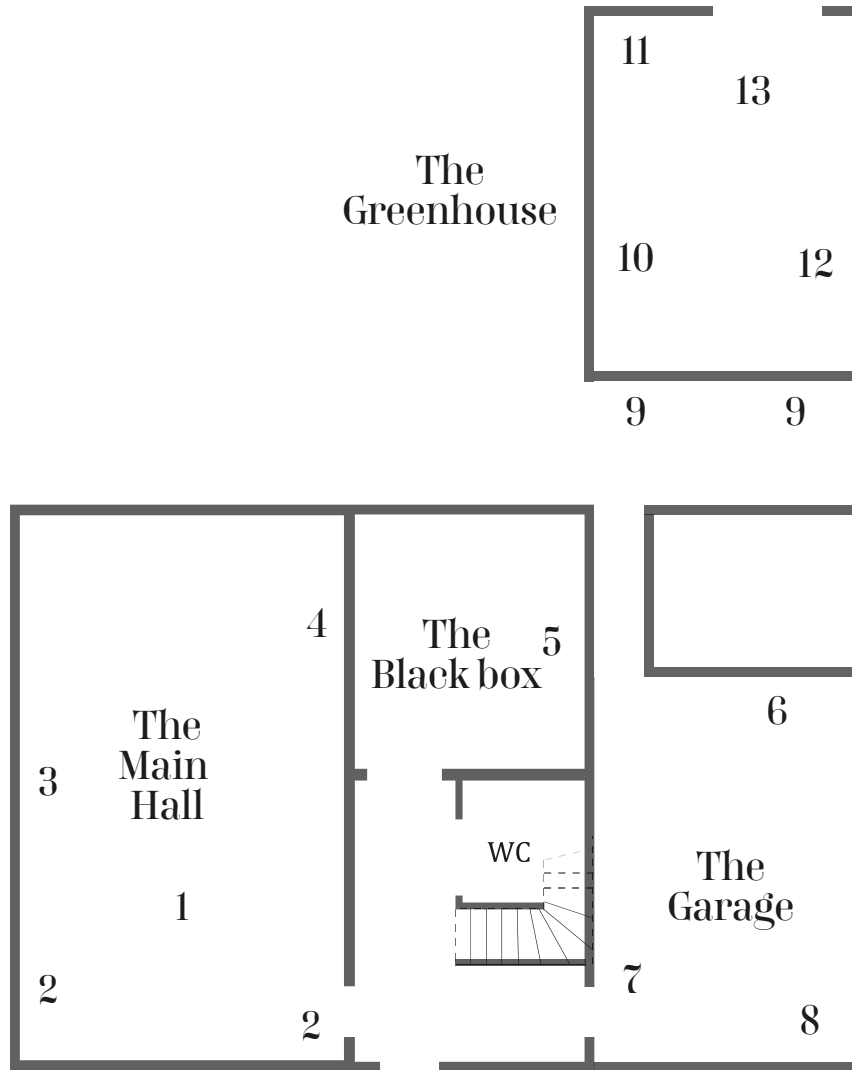 11
13
The
Greenhouse
10
12
9 9
4
The
Black box
5
6
The
Main
Hall
3
WC
The
Garage
1
7
2
2
8